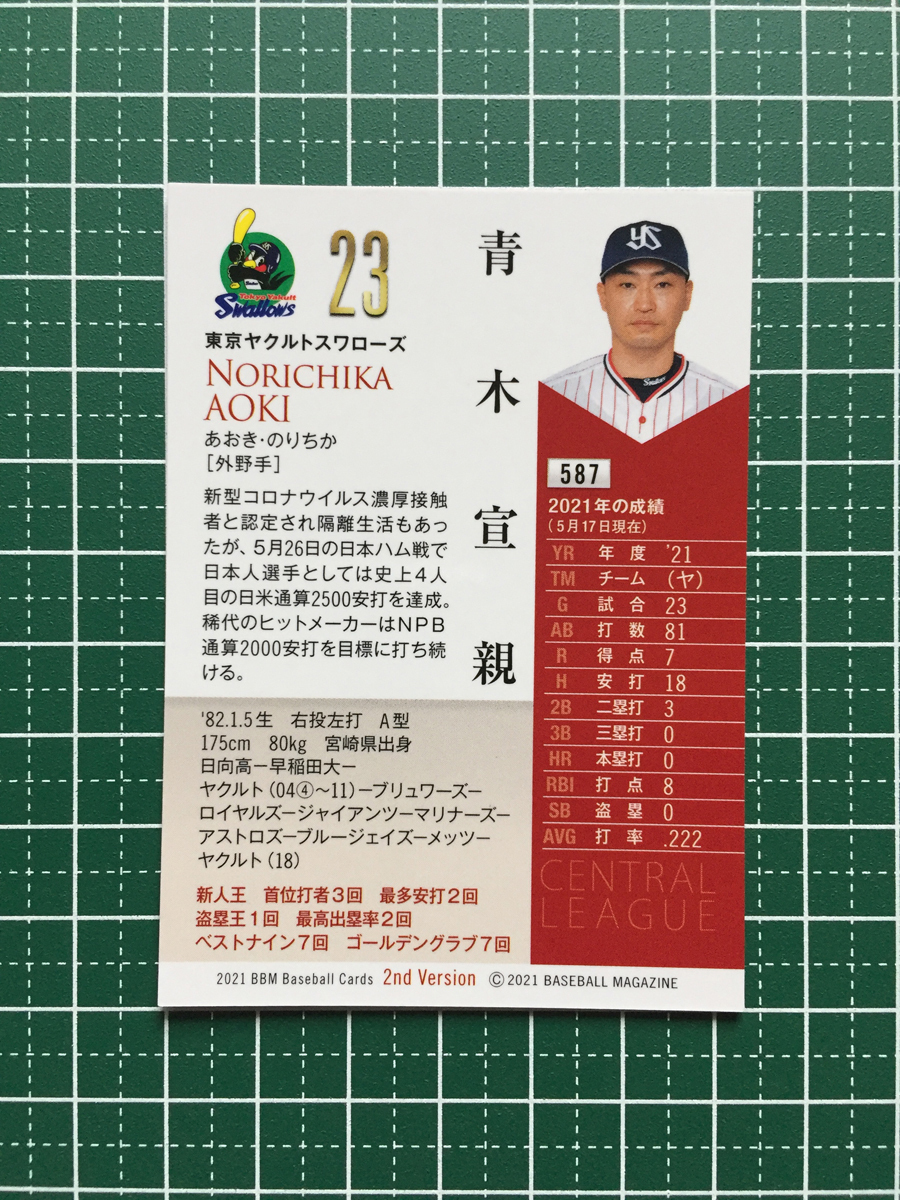 Tokyo Yakult
Swallows
23
東京ヤクルトスワローズ
NORICHIKA
AOKI
あおき・のりちか
[外野手]
青木宣親
新型コロナウイルス濃厚接触
者と認定され隔離生活もあっ
たが、5月26日の日本ハム戦で
日本人選手としては史上4人
目の日米通算2500安打を達成。
稀代のヒットメーカーはNPB
通算2000安打を目標に打ち続
ける。
'82.1.5生 右投左打 A型
175cm 80kg 宮崎県出身
日向高ー早稲田大ー
ヤクルト(04④〜11)ーブリュワーズー
ロイヤルズージャイアンツーマリナーズー
アストロズーブルージェイズーメッツー
ヤクルト(18)
新人王 首位打者3回 最多安打2回
盗塁王1回 最高出塁率2回
ベストナイン7回 ゴールデングラブ7回
YS
Swallows
587
2021年の成績
(5月17日現在)
YR 年度 '21
TM チーム (ヤ)
G 試合 23
AB 打数 81
R 得点 7
H 安打 18
2B 二塁打 3
3B 三塁打 0
HR 本塁打 0
RBI 打点 8
SB 盗塁 0
AVG 打率 .222
CENTRAL
LEAGUE
2021 BBM Baseball Cards 2nd Version ©2021 BASEBALL MAGAZINE